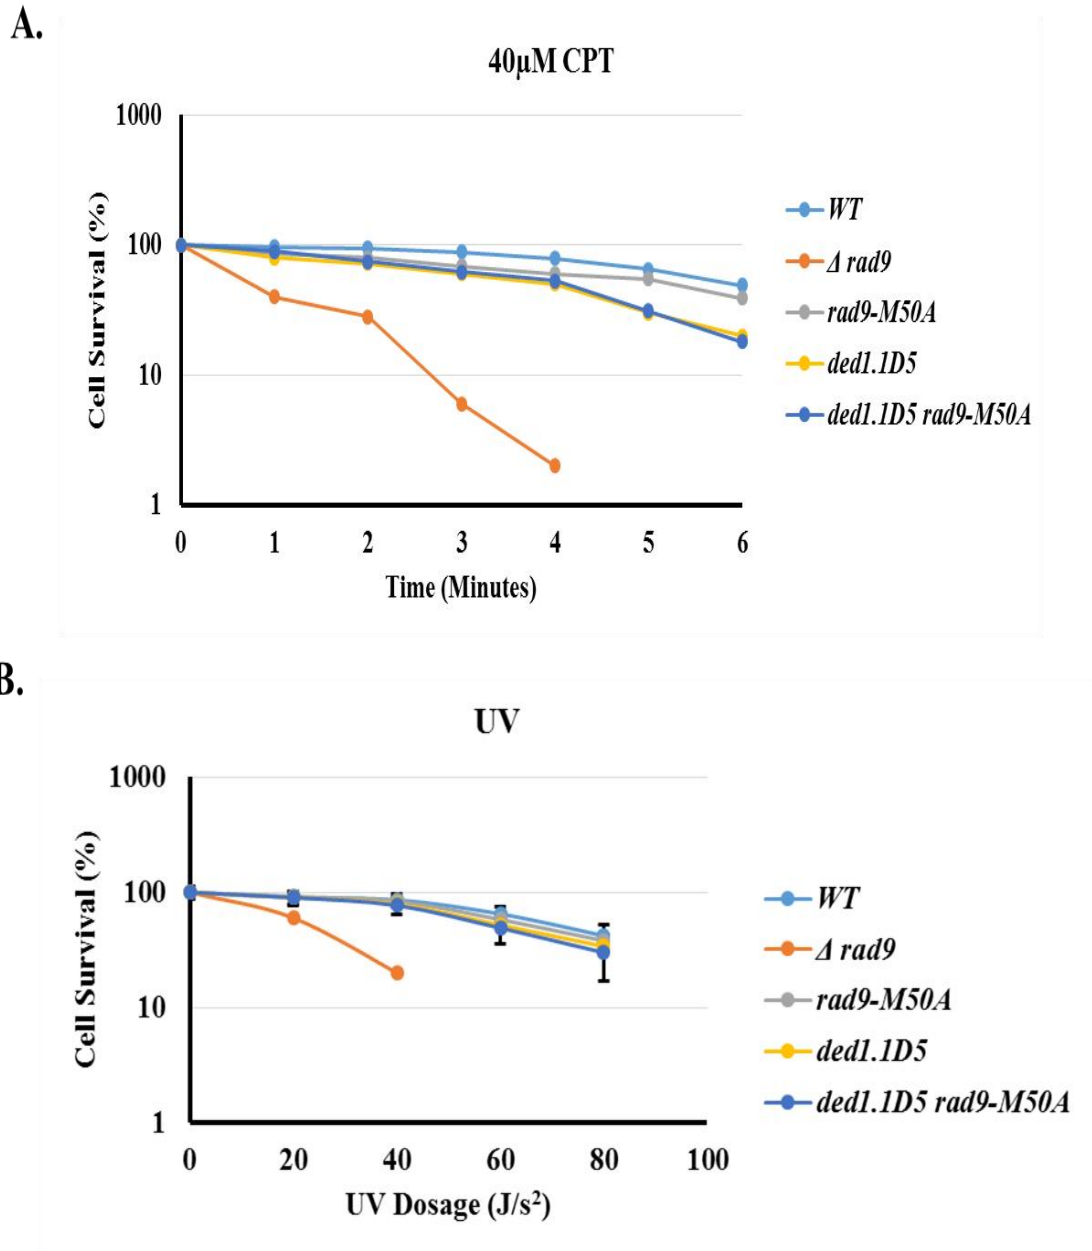 A.
40µM CPT
1000
100
10
1
Cell Survival (%)
0 1 2 3 4 5 6
Time (Minutes)
WT
Δ rad9
rad9-M50A
ded1.1D5
ded1.1D5 rad9-M50A
B.
UV
1000
100
10
1
Cell Survival (%)
0 20 40 60 80 100
UV Dosage (J/s²)
WT
Δ rad9
rad9-M50A
ded1.1D5
ded1.1D5 rad9-M50A